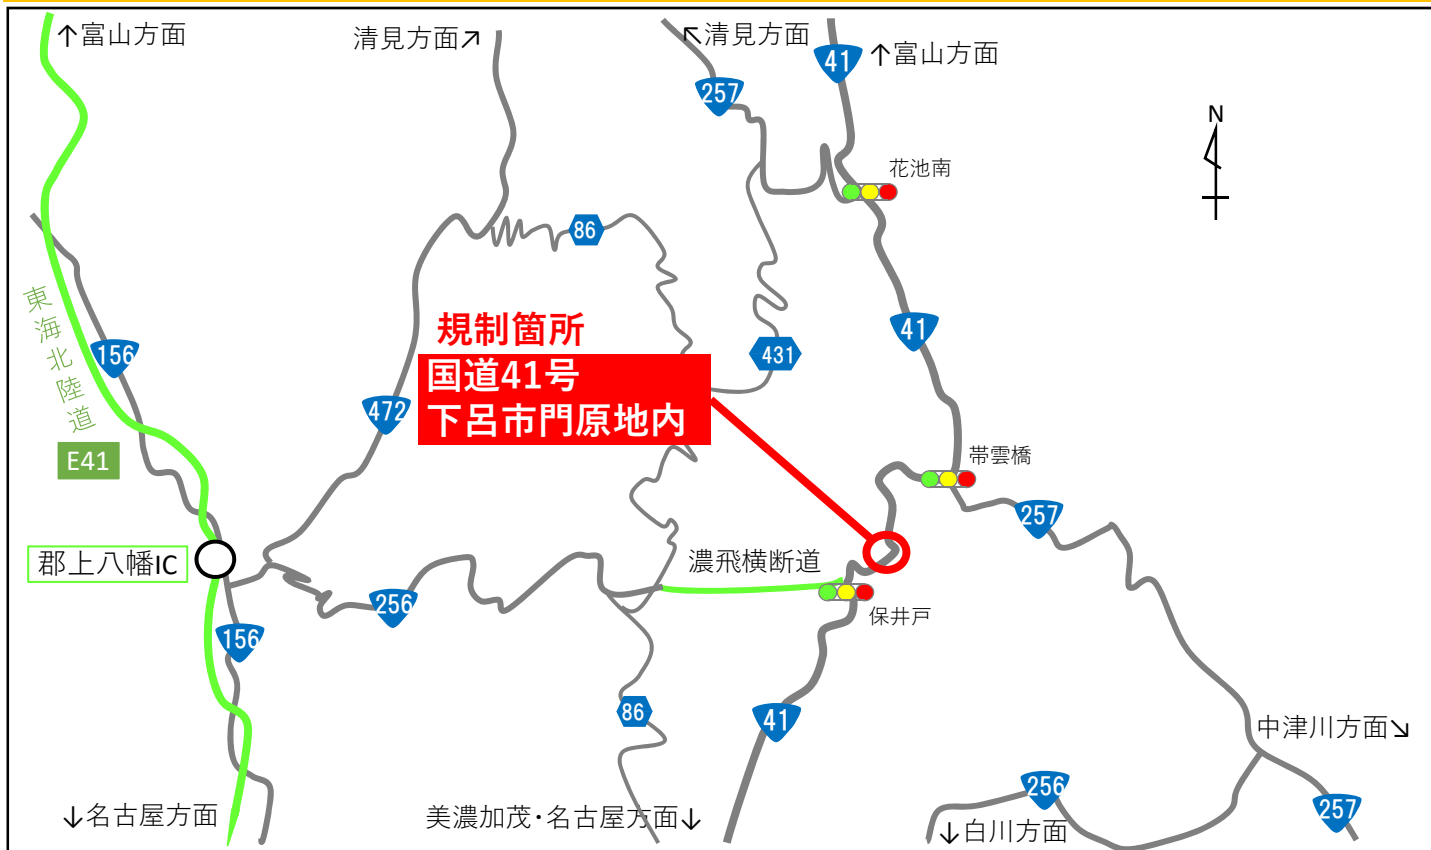 ↑富山方面
清見方面↗
↖清見方面
↑富山方面
41
257
N
花池南
86
東海北陸道
規制箇所
国道41号
下呂市門原地内
156
431
41
472
E41
帯雲橋
257
郡上八幡IC
濃飛横断道
256
保井戸
156
86
41
中津川方面↘
256
257
↓名古屋方面
美濃加茂・名古屋方面↓
↓白川方面